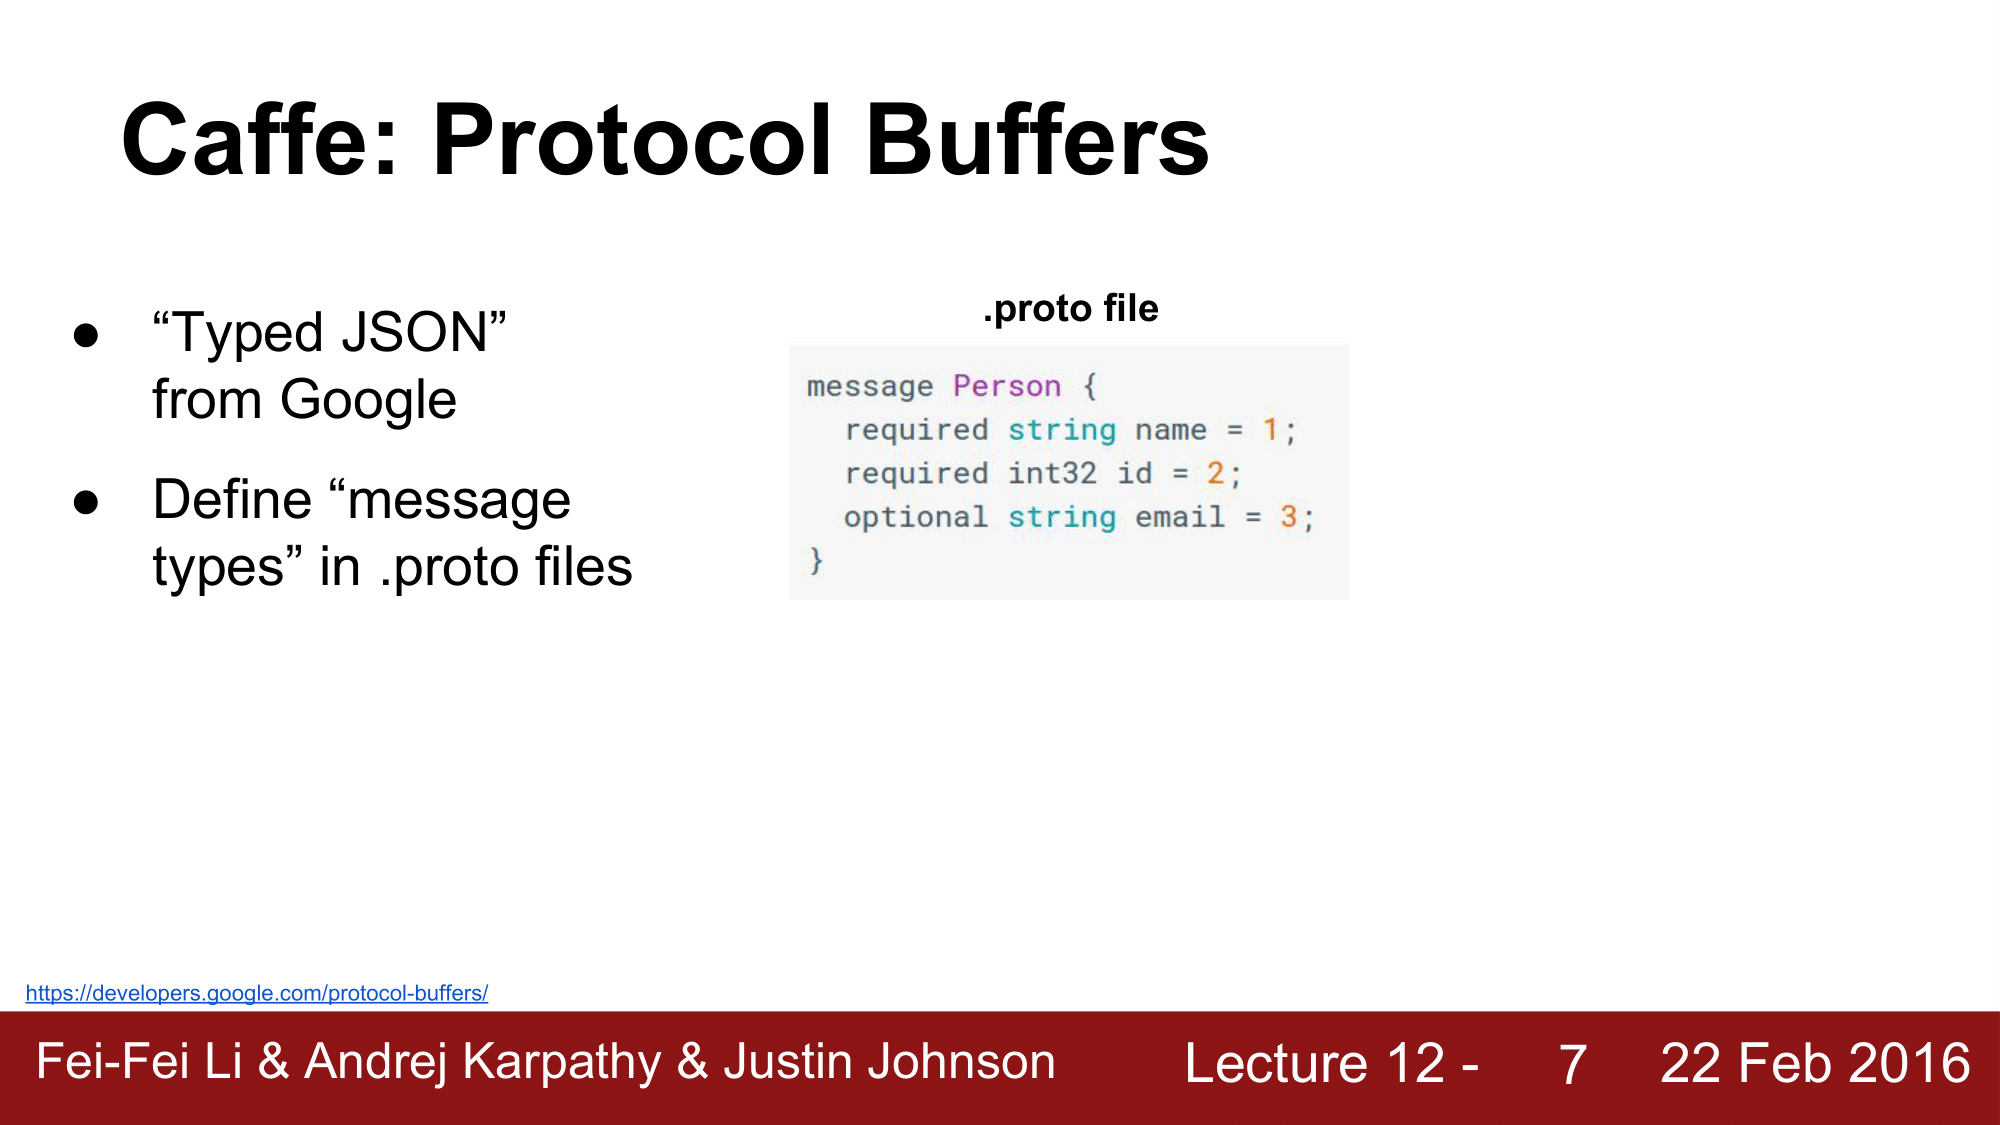 Caffe: Protocol Buffers
● “Typed JSON”
from Google
● Define “message
types” in .proto files
.proto file
message Person {
  required string name = 1;
  required int32 id = 2;
  optional string email = 3;
}
https://developers.google.com/protocol-buffers/
Fei-Fei Li & Andrej Karpathy & Justin Johnson Lecture 12 - 7 22 Feb 2016